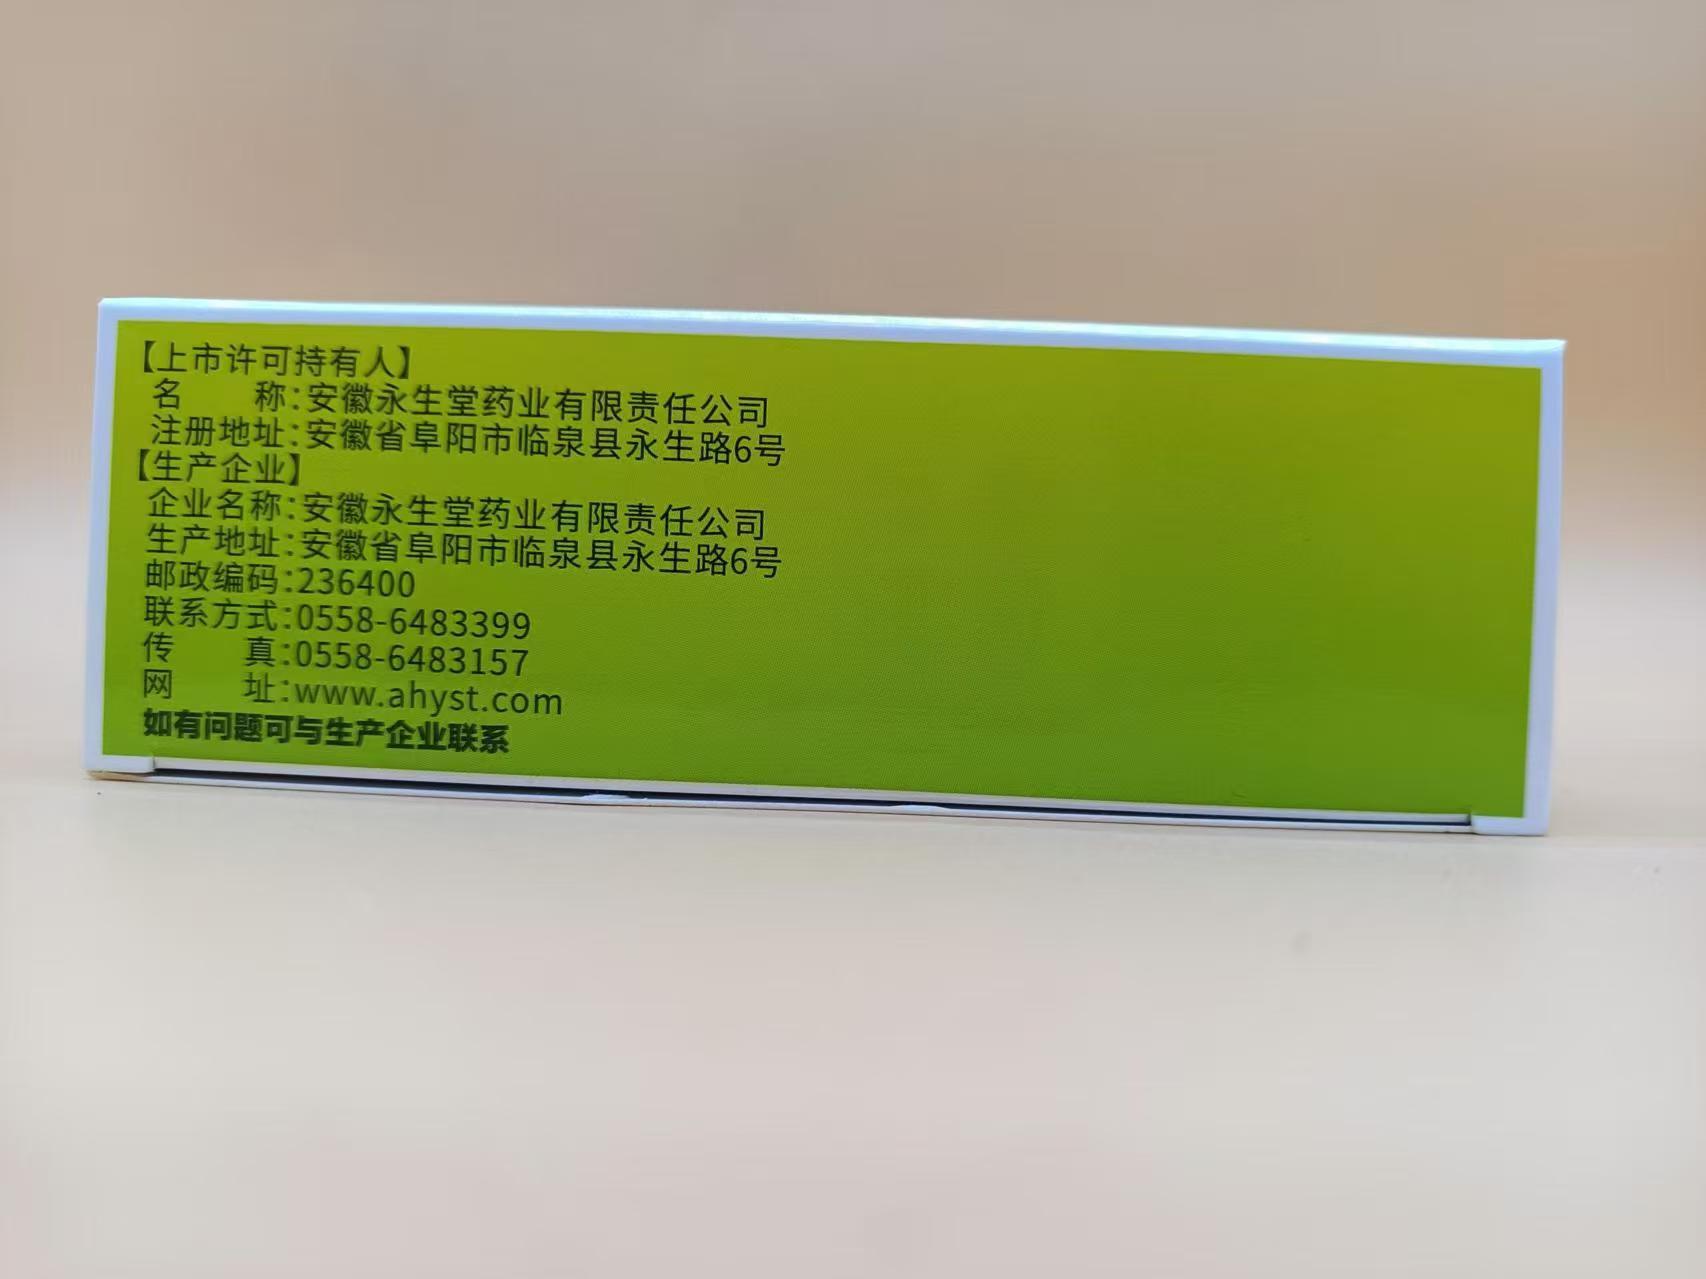 【上市许可持有人】
名 称:安徽永生堂药业有限责任公司
注册地址:安徽省阜阳市临泉县永生路6号
【生产企业】
企业名称:安徽永生堂药业有限责任公司
生产地址:安徽省阜阳市临泉县永生路6号
邮政编码:236400
联系方式:0558-6483399
传 真:0558-6483157
网 址:www.ahyst.com
如有问题可与生产企业联系